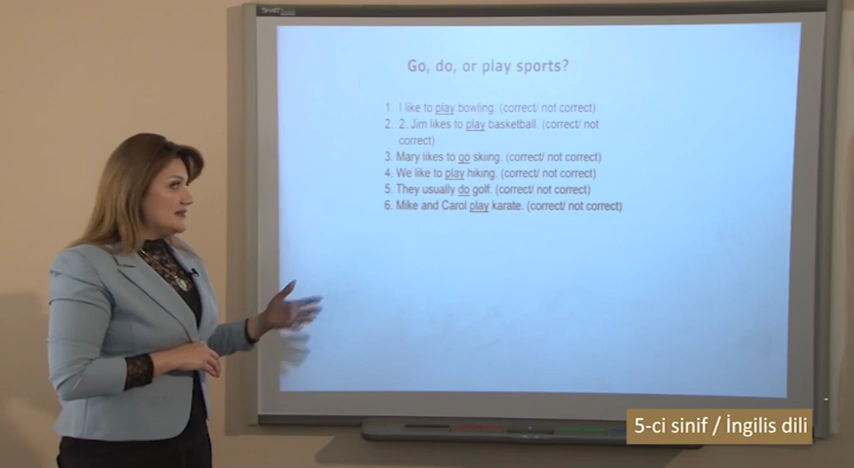 SMART
Go, do, or play sports?
1. I like to play bowling. (correct/ not correct)
2. 2. Jim likes to play basketball. (correct/ not
correct)
3. Mary likes to go skiing. (correct/ not correct)
4. We like to play hiking. (correct/ not correct)
5. They usually do golf. (correct/ not correct)
6. Mike and Carol play karate. (correct/ not correct)
5-ci sinif / İngilis dili